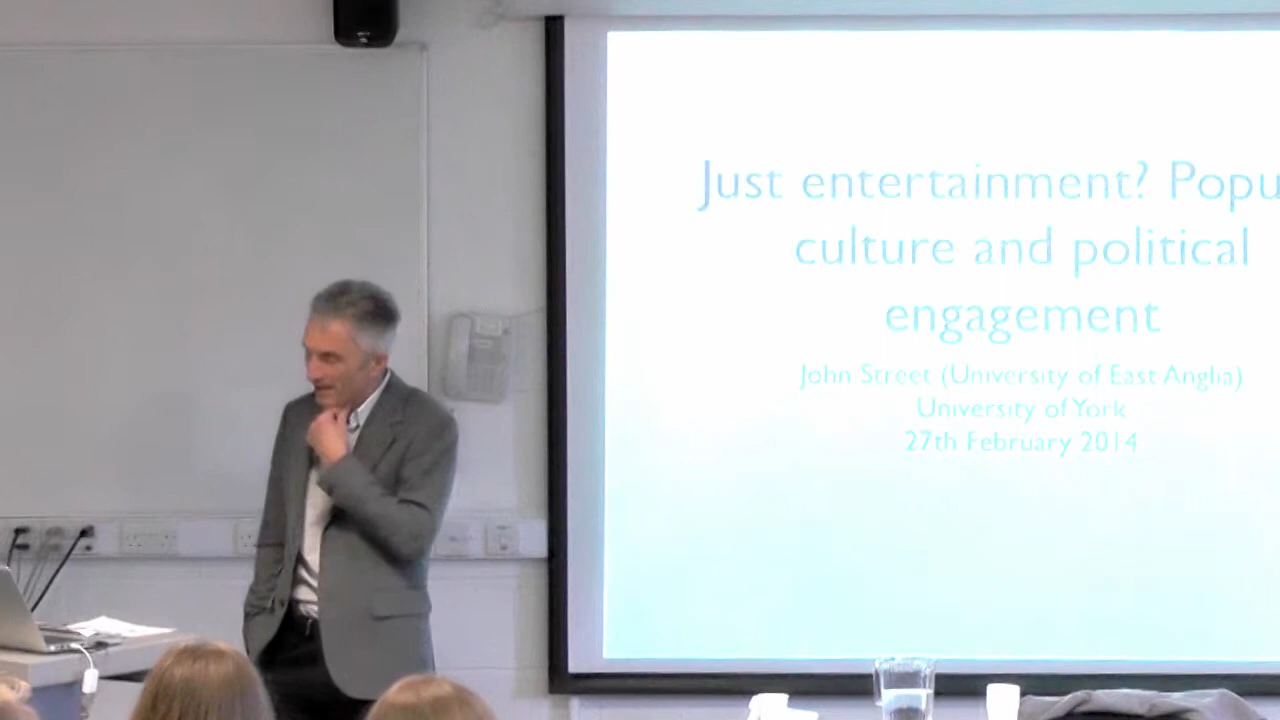 Just entertainment? Popu
culture and political
engagement
John Street (University of East Anglia)
University of York
27th February 2014